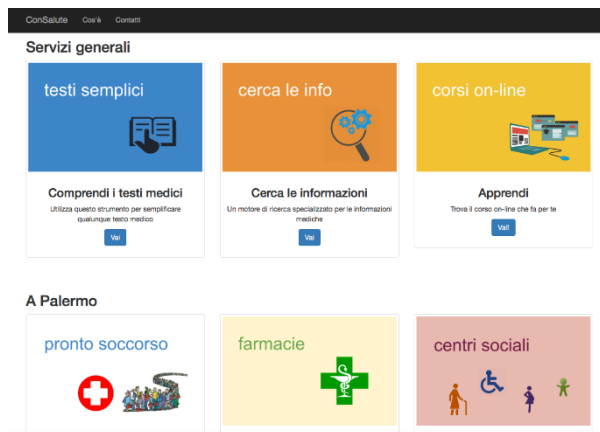 ConSalute Cos'è Contatti
Servizi generali
testi semplici
cerca le info
corsi on-line
Comprendi i testi medici
Utilizza questo strumento per semplificare
qualunque testo medico
Vai
Cerca le informazioni
Un motore di ricerca specializzato per le informazioni
mediche
Vai
Apprendi
Trova il corso on-line che fa per te
Vai!
A Palermo
pronto soccorso
farmacie
centri sociali